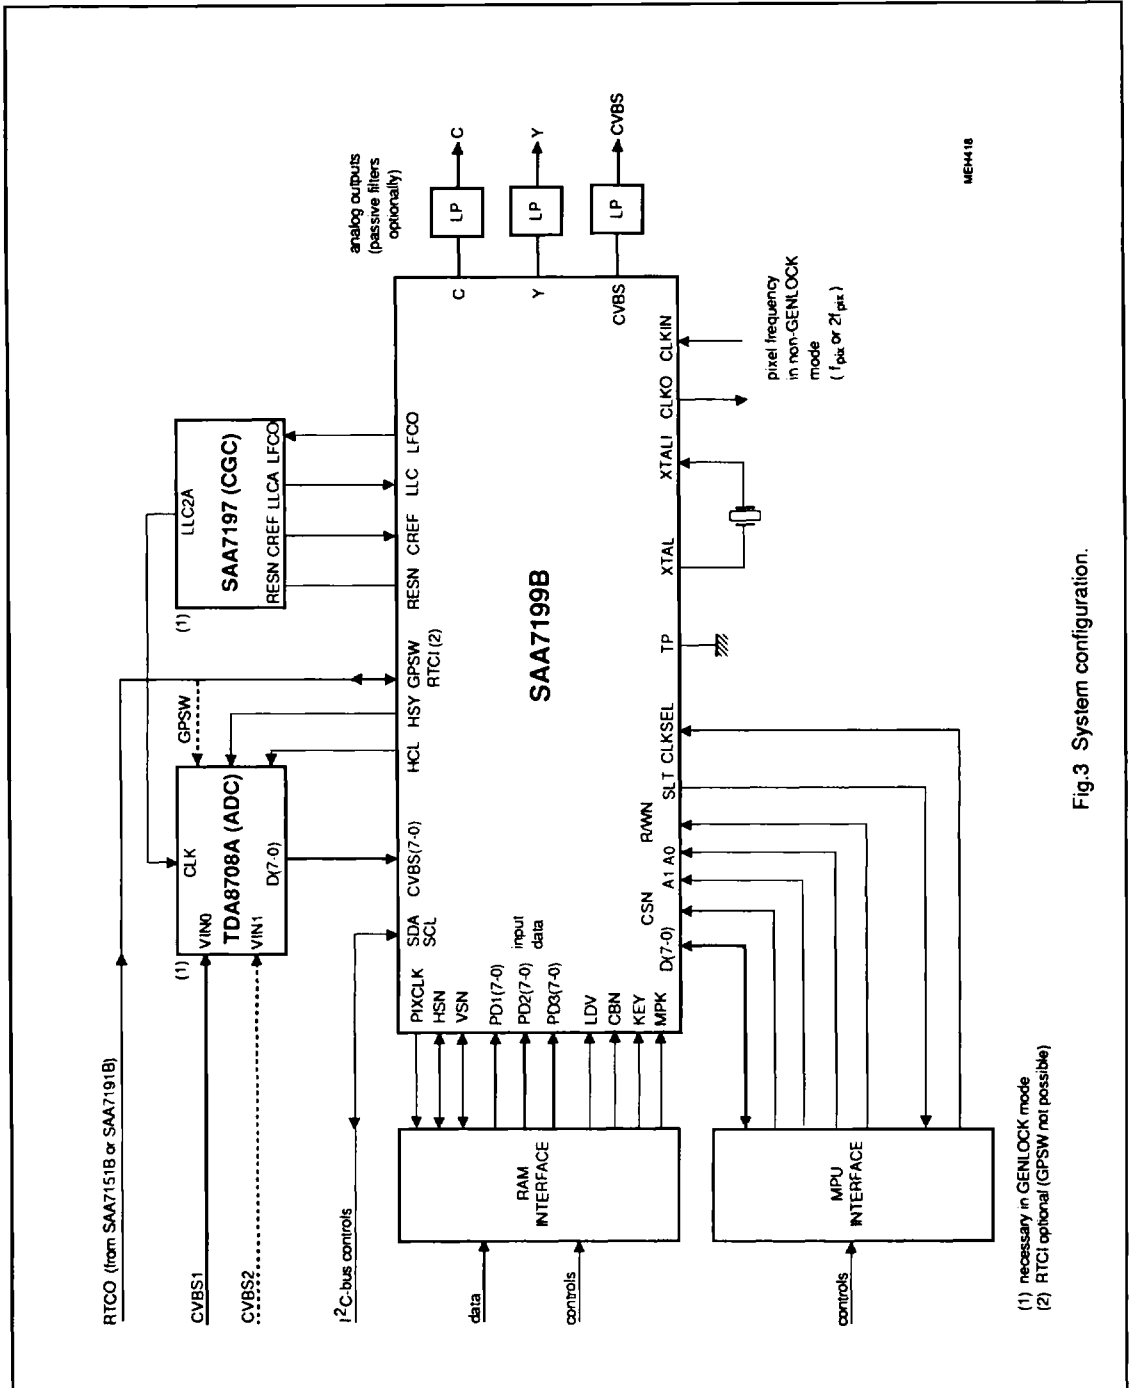 RTCO (from SAA7151B or SAA7191B)
CVBS1
CVBS2
I2C-bus controls
data
controls
controls
(1)
VIN0
VIN1
TDA8708A (ADC)
CLK
D(7-0)
GPSW
(1)
LLC2A
SAA7197 (CGC)
RESN CREF LLCA LFCO
RAM
INTERFACE
MPU
INTERFACE
SDA
SCL
CVBS(7-0)
HCL
HSY
GPSW
RTCI (2)
RESN
CREF
LLC
LFCO
PIXCLK
HSN
VSN
PD1(7-0)
PD2(7-0)
PD3(7-0)
input
data
LDV
CBN
KEY
MPK
SAA7199B
D(7-0)
CSN
A1
A0
R/WN
SLT
CLKSEL
TP
XTAL
XTALI
CLKO
CLKIN
C
Y
CVBS
LP
LP
LP
C
Y
CVBS
analog outputs
(passive filters
optionally)
pixel frequency
in non-GENLOCK
mode
( fpix or 2fpix )
MEH418
(1) necessary in GENLOCK mode
(2) RTCI optional (GPSW not possible)
Fig.3 System configuration.